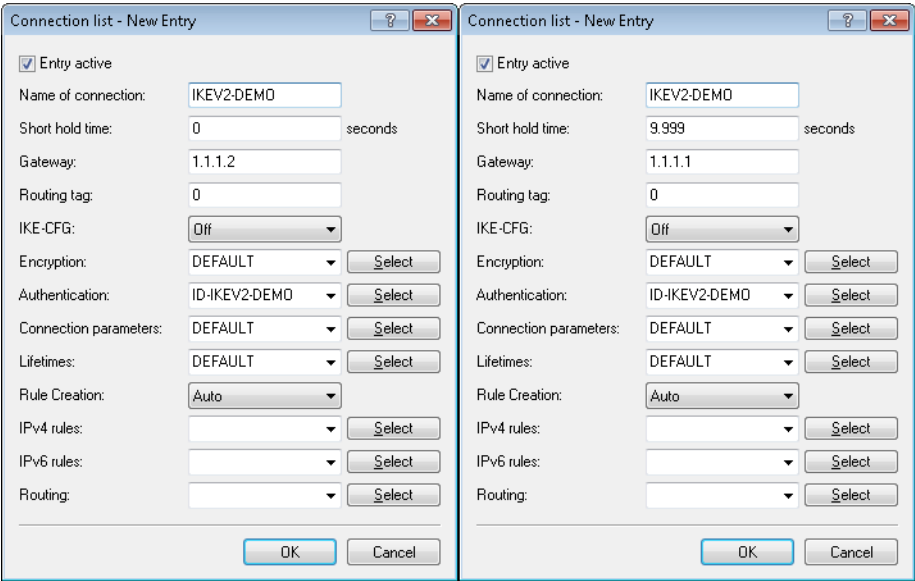 Connection list - New Entry
Entry active
Name of connection: IKEV2-DEMO
Short hold time: 0 seconds
Gateway: 1.1.1.2
Routing tag: 0
IKE-CFG: Off
Encryption: DEFAULT Select
Authentication: ID-IKEV2-DEMO Select
Connection parameters: DEFAULT Select
Lifetimes: DEFAULT Select
Rule Creation: Auto
IPv4 rules: Select
IPv6 rules: Select
Routing: Select
OK Cancel
Connection list - New Entry
Entry active
Name of connection: IKEV2-DEMO
Short hold time: 9.999 seconds
Gateway: 1.1.1.1
Routing tag: 0
IKE-CFG: Off
Encryption: DEFAULT Select
Authentication: ID-IKEV2-DEMO Select
Connection parameters: DEFAULT Select
Lifetimes: DEFAULT Select
Rule Creation: Auto
IPv4 rules: Select
IPv6 rules: Select
Routing: Select
OK Cancel